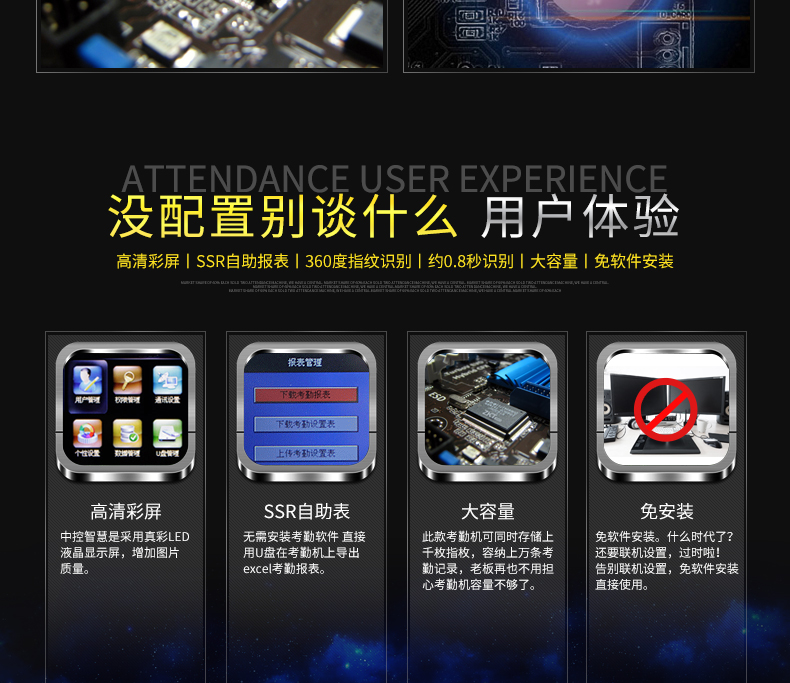 ATTENDANCE USER EXPERIENCE
没配置别谈什么 用户体验
高清彩屏丨SSR自助报表丨360度指纹识别丨约0.8秒识别丨大容量丨免软件安装
用户管理 权限管理 通讯设置
个性设置 数据管理 U盘管理
报表管理
下载考勤报表
下载考勤设置表
上传考勤设置表
高清彩屏
中控智慧是采用真彩LED
液晶显示屏，增加图片
质量。
SSR自助表
无需安装考勤软件 直接
用U盘在考勤机上导出
excel考勤报表。
大容量
此款考勤机可同时存储上
千枚指枚，容纳上万条考
勤记录，老板再也不用担
心考勤机容量不够了。
免安装
免软件安装。什么时代了?
还要联机设置，过时啦!
告别联机设置，免软件安装
直接使用。